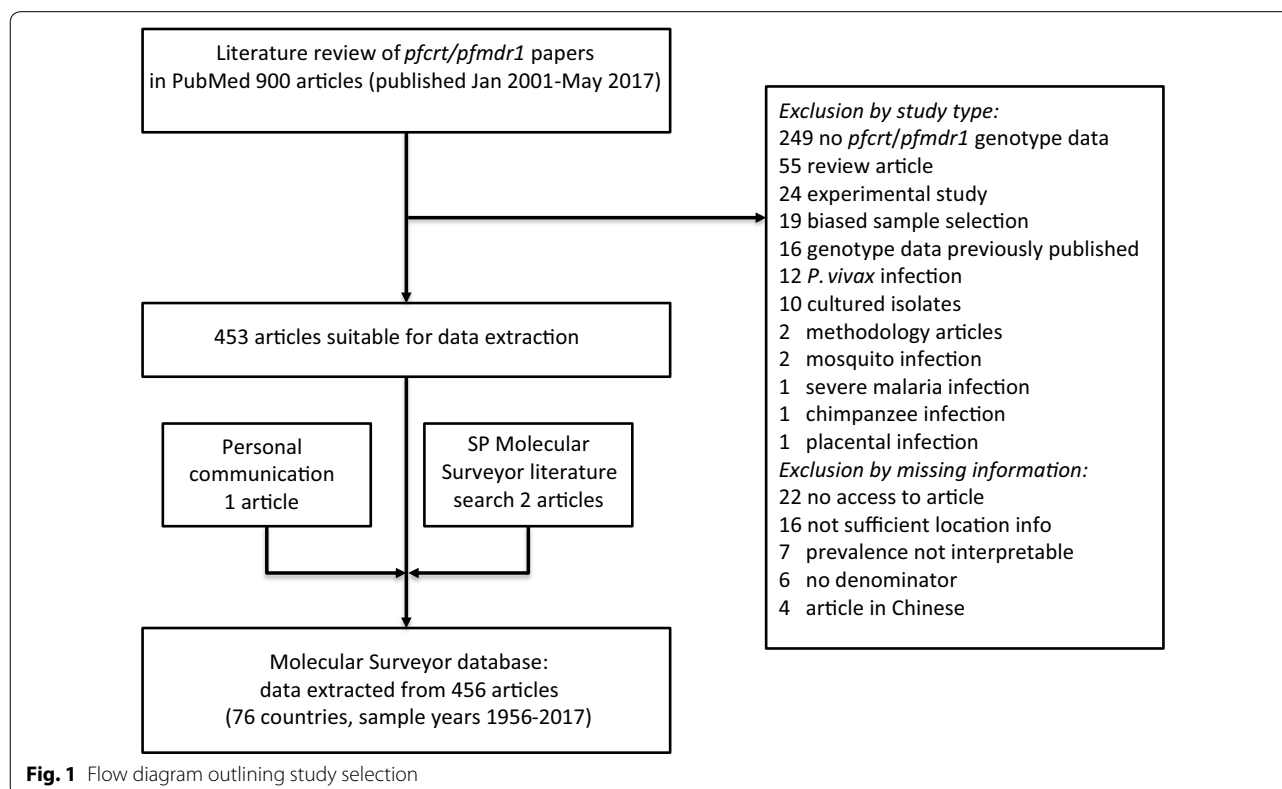 Literature review of pfcrt/pfmdr1 papers
in PubMed 900 articles (published Jan 2001-May 2017)
Exclusion by study type:
249 no pfcrt/pfmdr1 genotype data
55 review article
24 experimental study
19 biased sample selection
16 genotype data previously published
12 P. vivax infection
10 cultured isolates
2 methodology articles
2 mosquito infection
1 severe malaria infection
1 chimpanzee infection
1 placental infection
Exclusion by missing information:
22 no access to article
16 not sufficient location info
7 prevalence not interpretable
6 no denominator
4 article in Chinese
453 articles suitable for data extraction
Personal
communication
1 article
SP Molecular
Surveyor literature
search 2 articles
Molecular Surveyor database:
data extracted from 456 articles
(76 countries, sample years 1956-2017)
Fig. 1 Flow diagram outlining study selection